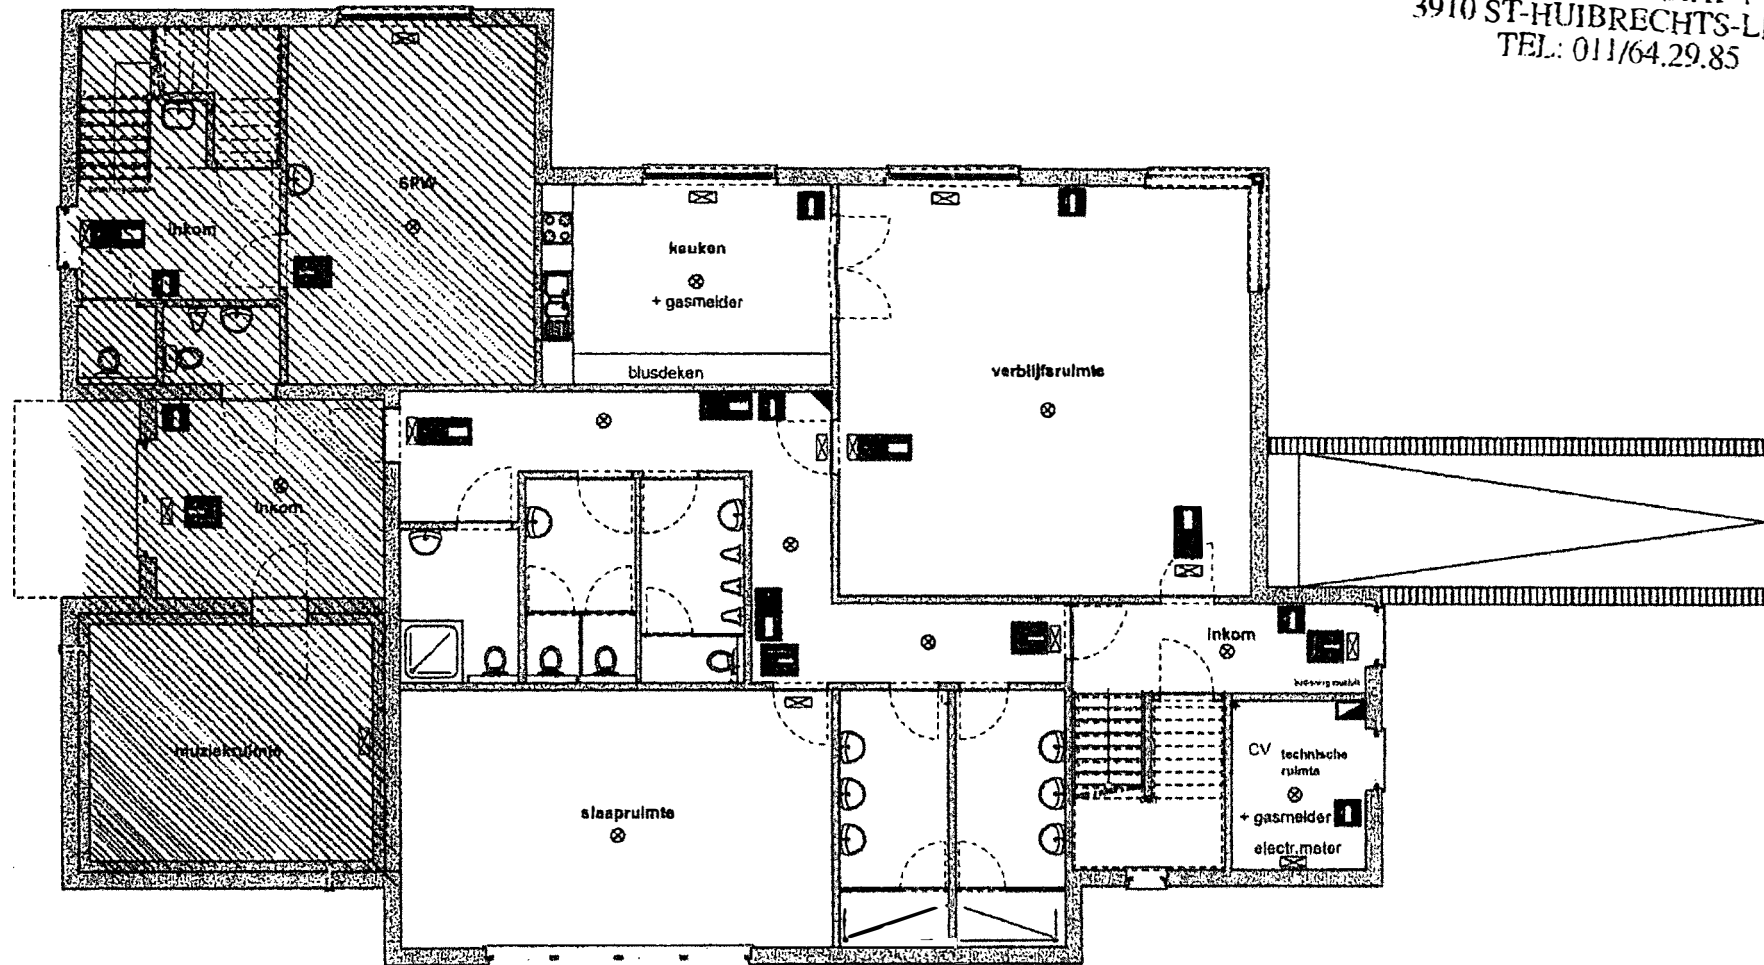 3910 ST-HUIBRECHTS-L
TEL: 011/64.29.85
SPW
inkom
keuken
+ gasmelder
blusdeken
verblijfsruimte
inkom
inkom
muziekruimte
slaapruimte
CV technische
ruimte
+ gasmelder
electr.meter